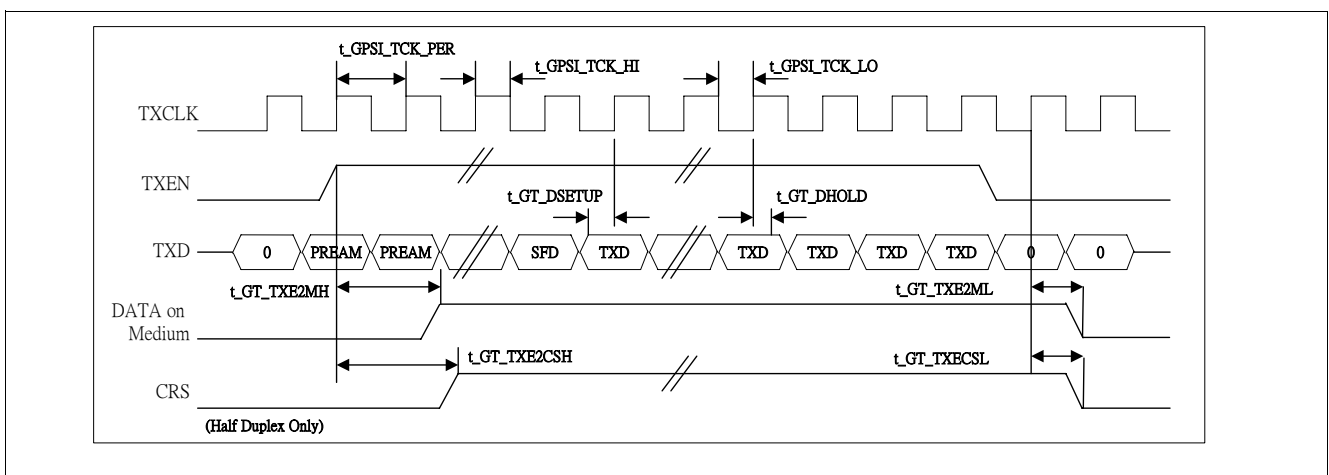 t_GPSI_TCK_PER
t_GPSI_TCK_HI
t_GPSI_TCK_LO
TXCLK
TXEN
t_GT_DSETUP
t_GT_DHOLD
TXD
0 PREAM PREAM SFD TXD TXD TXD TXD TXD 0 0
t_GT_TXE2MH
t_GT_TXE2ML
DATA on
Medium
t_GT_TXE2CSH
t_GT_TXECSL
CRS
(Half Duplex Only)